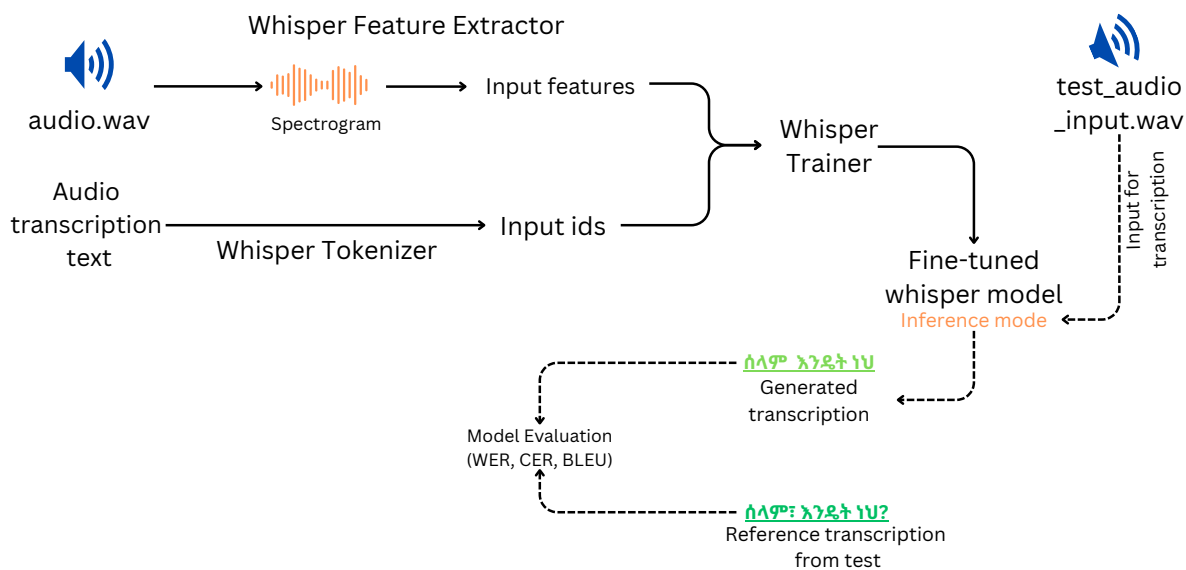 Whisper Feature Extractor
audio.wav
Spectrogram
Input features
Audio
transcription
text
Whisper Tokenizer
Input ids
Whisper
Trainer
test_audio
_input.wav
Input for
transcription
Fine-tuned
whisper model
Inference mode
ሰላም እንዴት ነህ
Generated
transcription
Model Evaluation
(WER, CER, BLEU)
ሰላም፣ እንዴት ነህ?
Reference transcription
from test